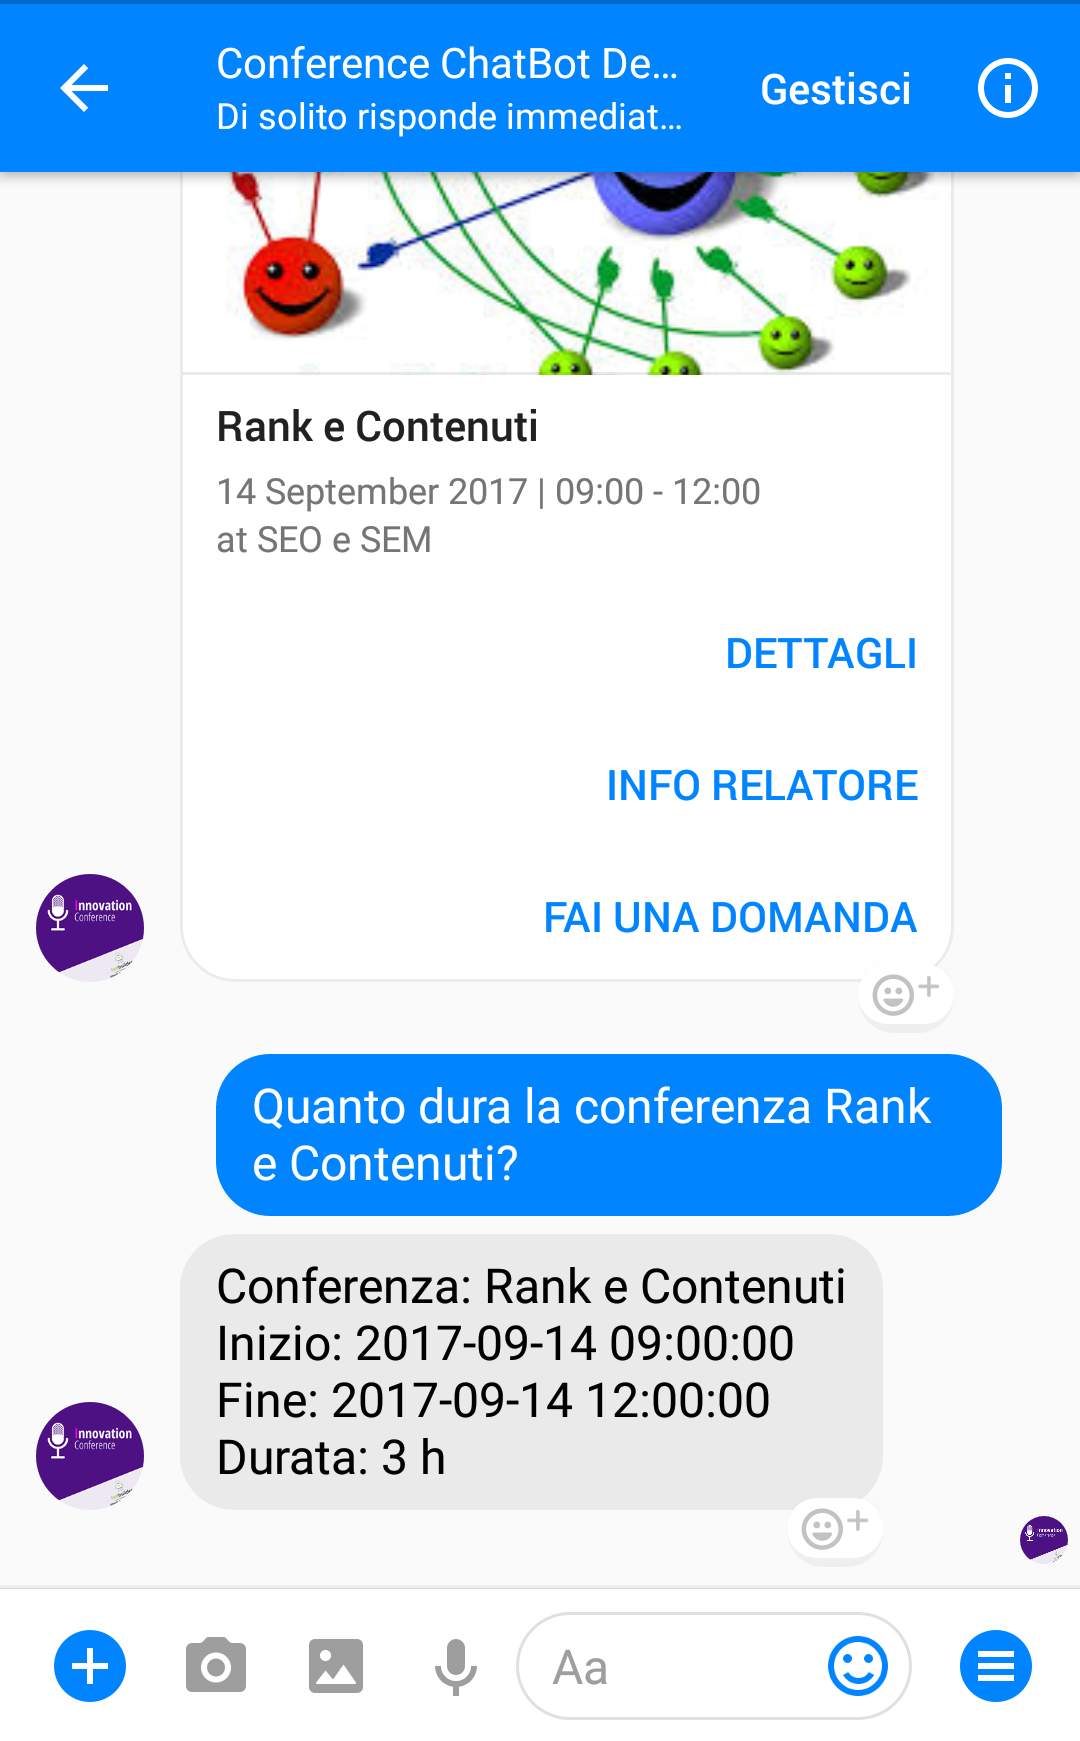 Conference ChatBot De...
Di solito risponde immediat...
Gestisci
Rank e Contenuti
14 September 2017 | 09:00 - 12:00
at SEO e SEM
DETTAGLI
INFO RELATORE
FAI UNA DOMANDA
Innovation
Conference
Quanto dura la conferenza Rank
e Contenuti?
Conferenza: Rank e Contenuti
Inizio: 2017-09-14 09:00:00
Fine: 2017-09-14 12:00:00
Durata: 3 h
Innovation
Conference
Aa